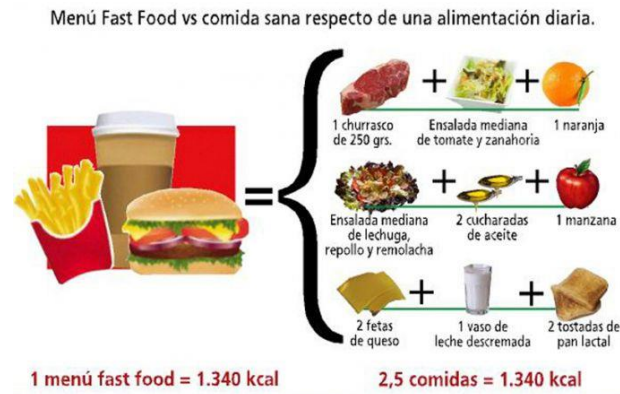 Menú Fast Food vs comida sana respecto de una alimentación diaria.
1 churrasco
de 250 grs.
Ensalada mediana
de tomate y zanahoria
1 naranja
Ensalada mediana
de lechuga,
repollo y remolacha
2 cucharadas
de aceite
1 manzana
2 fetas
de queso
1 vaso de
leche descremada
2 tostadas de
pan lactal
1 menú fast food = 1.340 kcal
2,5 comidas = 1.340 kcal